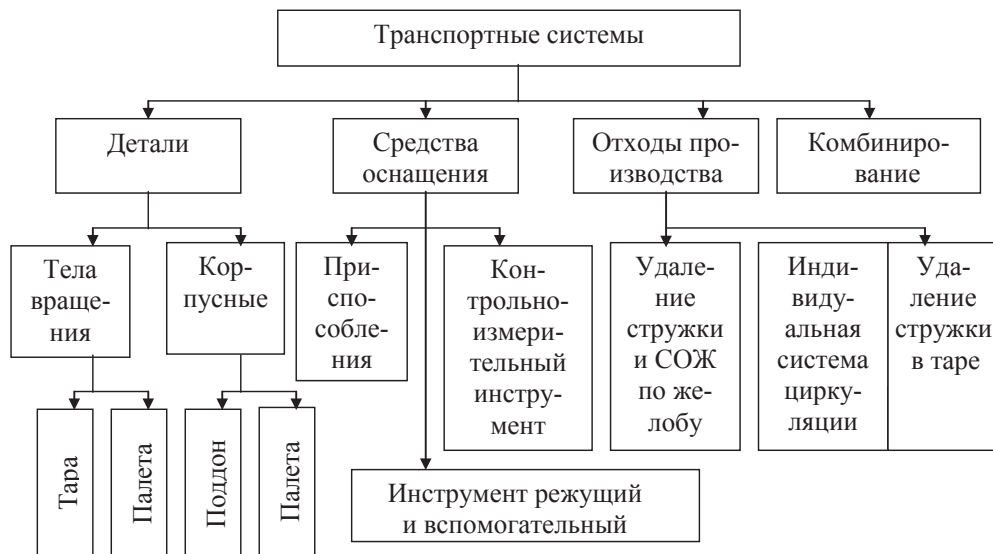 Транспортные системы
Детали
Средства
оснащения
Отходы про-
изводства
Комбиниро-
вание
Тела
враще-
ния
Кор-
пусные
При-
спо-
собле-
ния
Кон-
трольно-
измери-
тельный
инстру-
мент
Удале-
ние
стружки
и СОЖ
по же-
лобу
Инди-
виду-
альная
система
цирку-
ляции
Уда-
ление
стружки
в таре
Тара
Палета
Поддон
Палета
Инструмент режущий
и вспомогательный